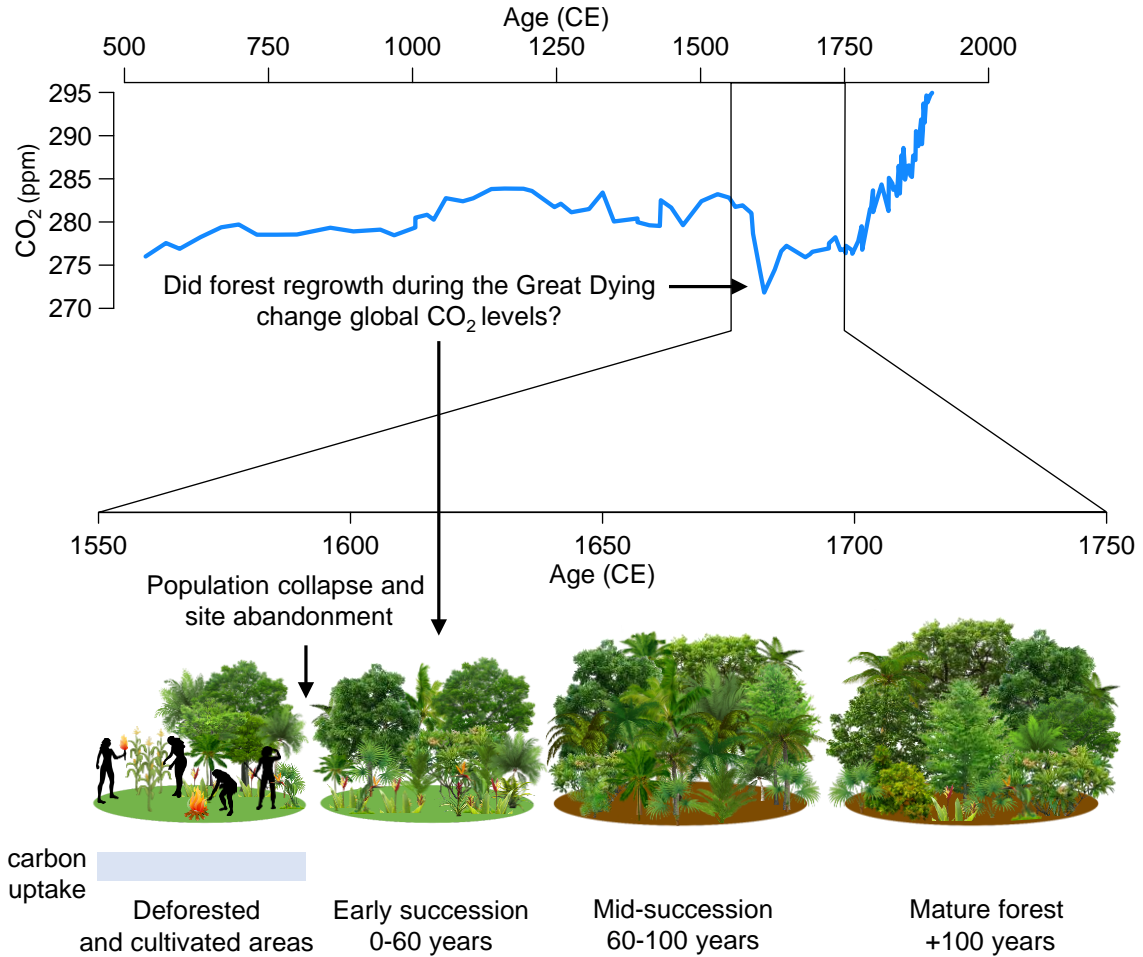 Age (CE)
500 750 1000 1250 1550 1750 2000
295
290
285
280
275
270
CO2 (ppm)
Did forest regrowth during the Great Dying
change global CO2 levels?
1550 1600 1650 1700 1750
Age (CE)
Population collapse and
site abandonment
carbon
uptake
Deforested
and cultivated areas
Early succession
0-60 years
Mid-succession
60-100 years
Mature forest
+100 years